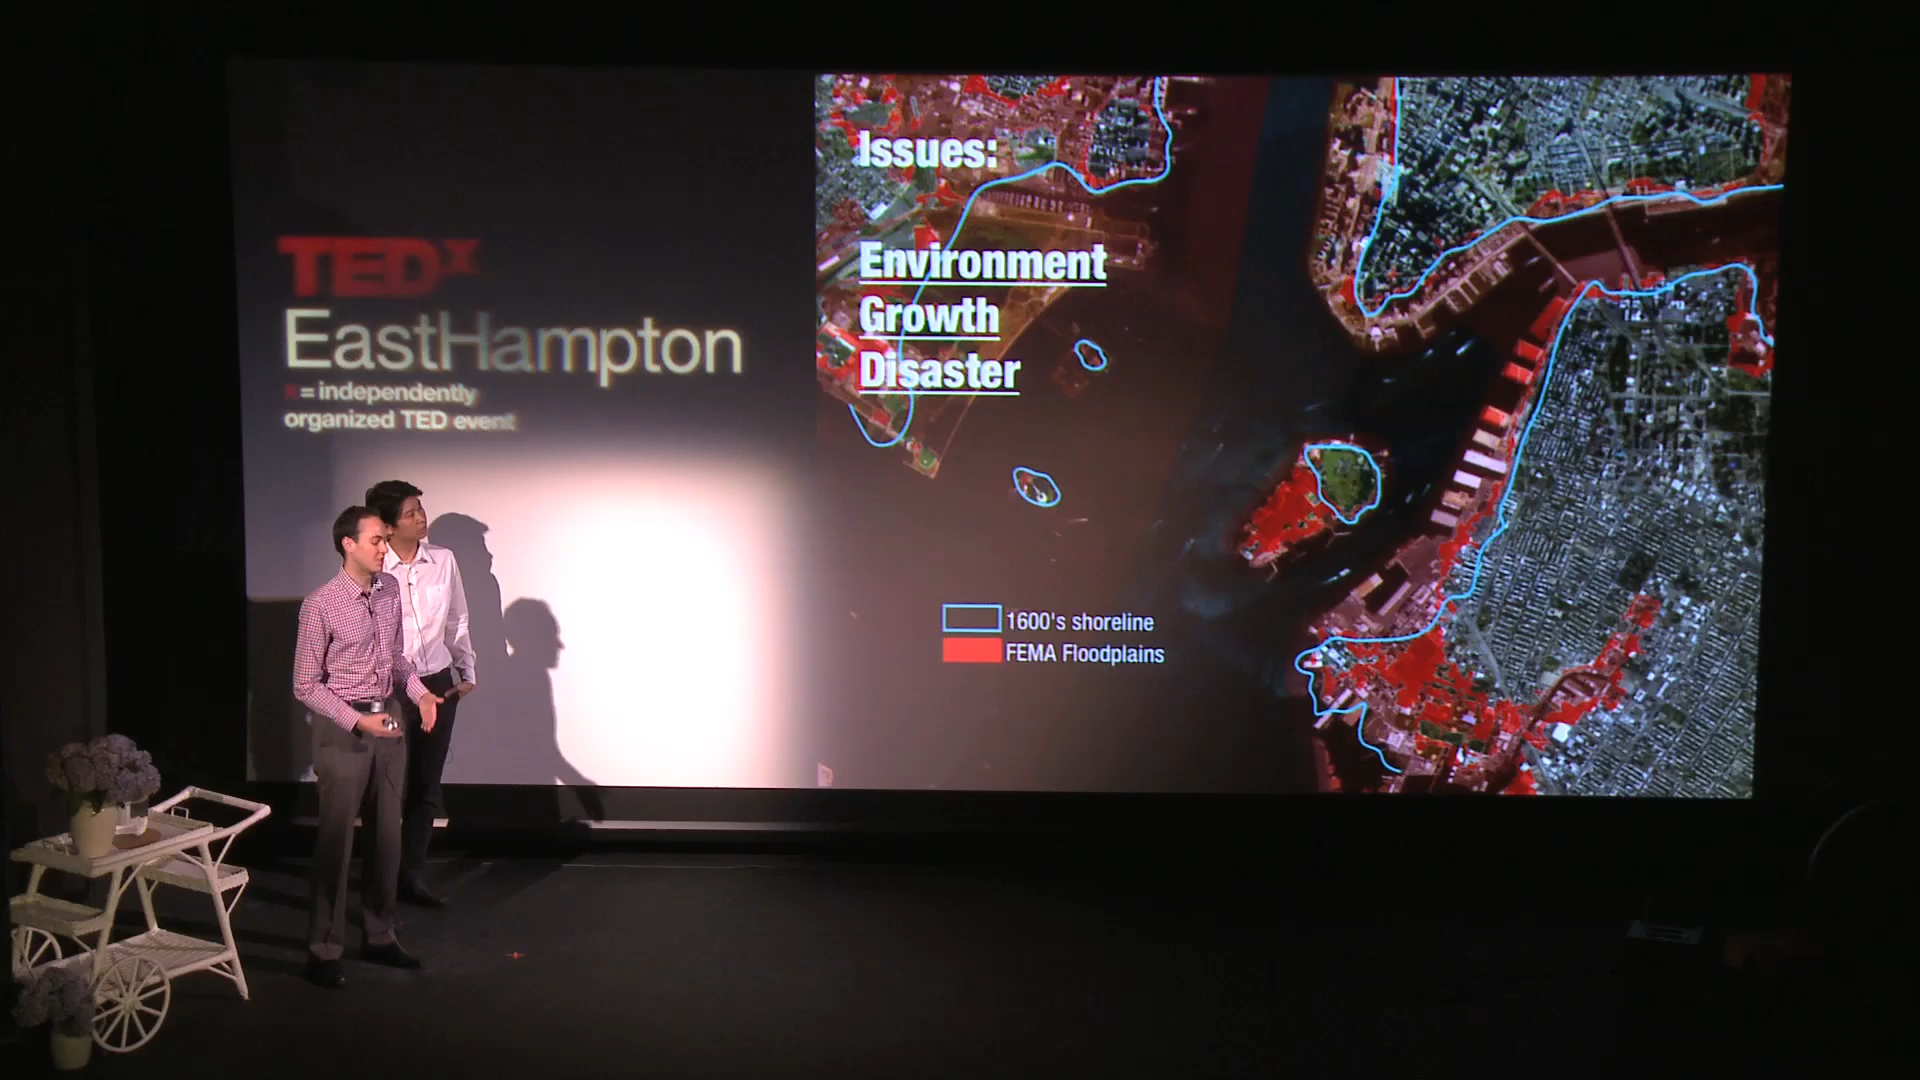 TEDx
EastHampton
x = independently
organized TED event
Issues:
Environment
Growth
Disaster
1600's shoreline
FEMA Floodplains